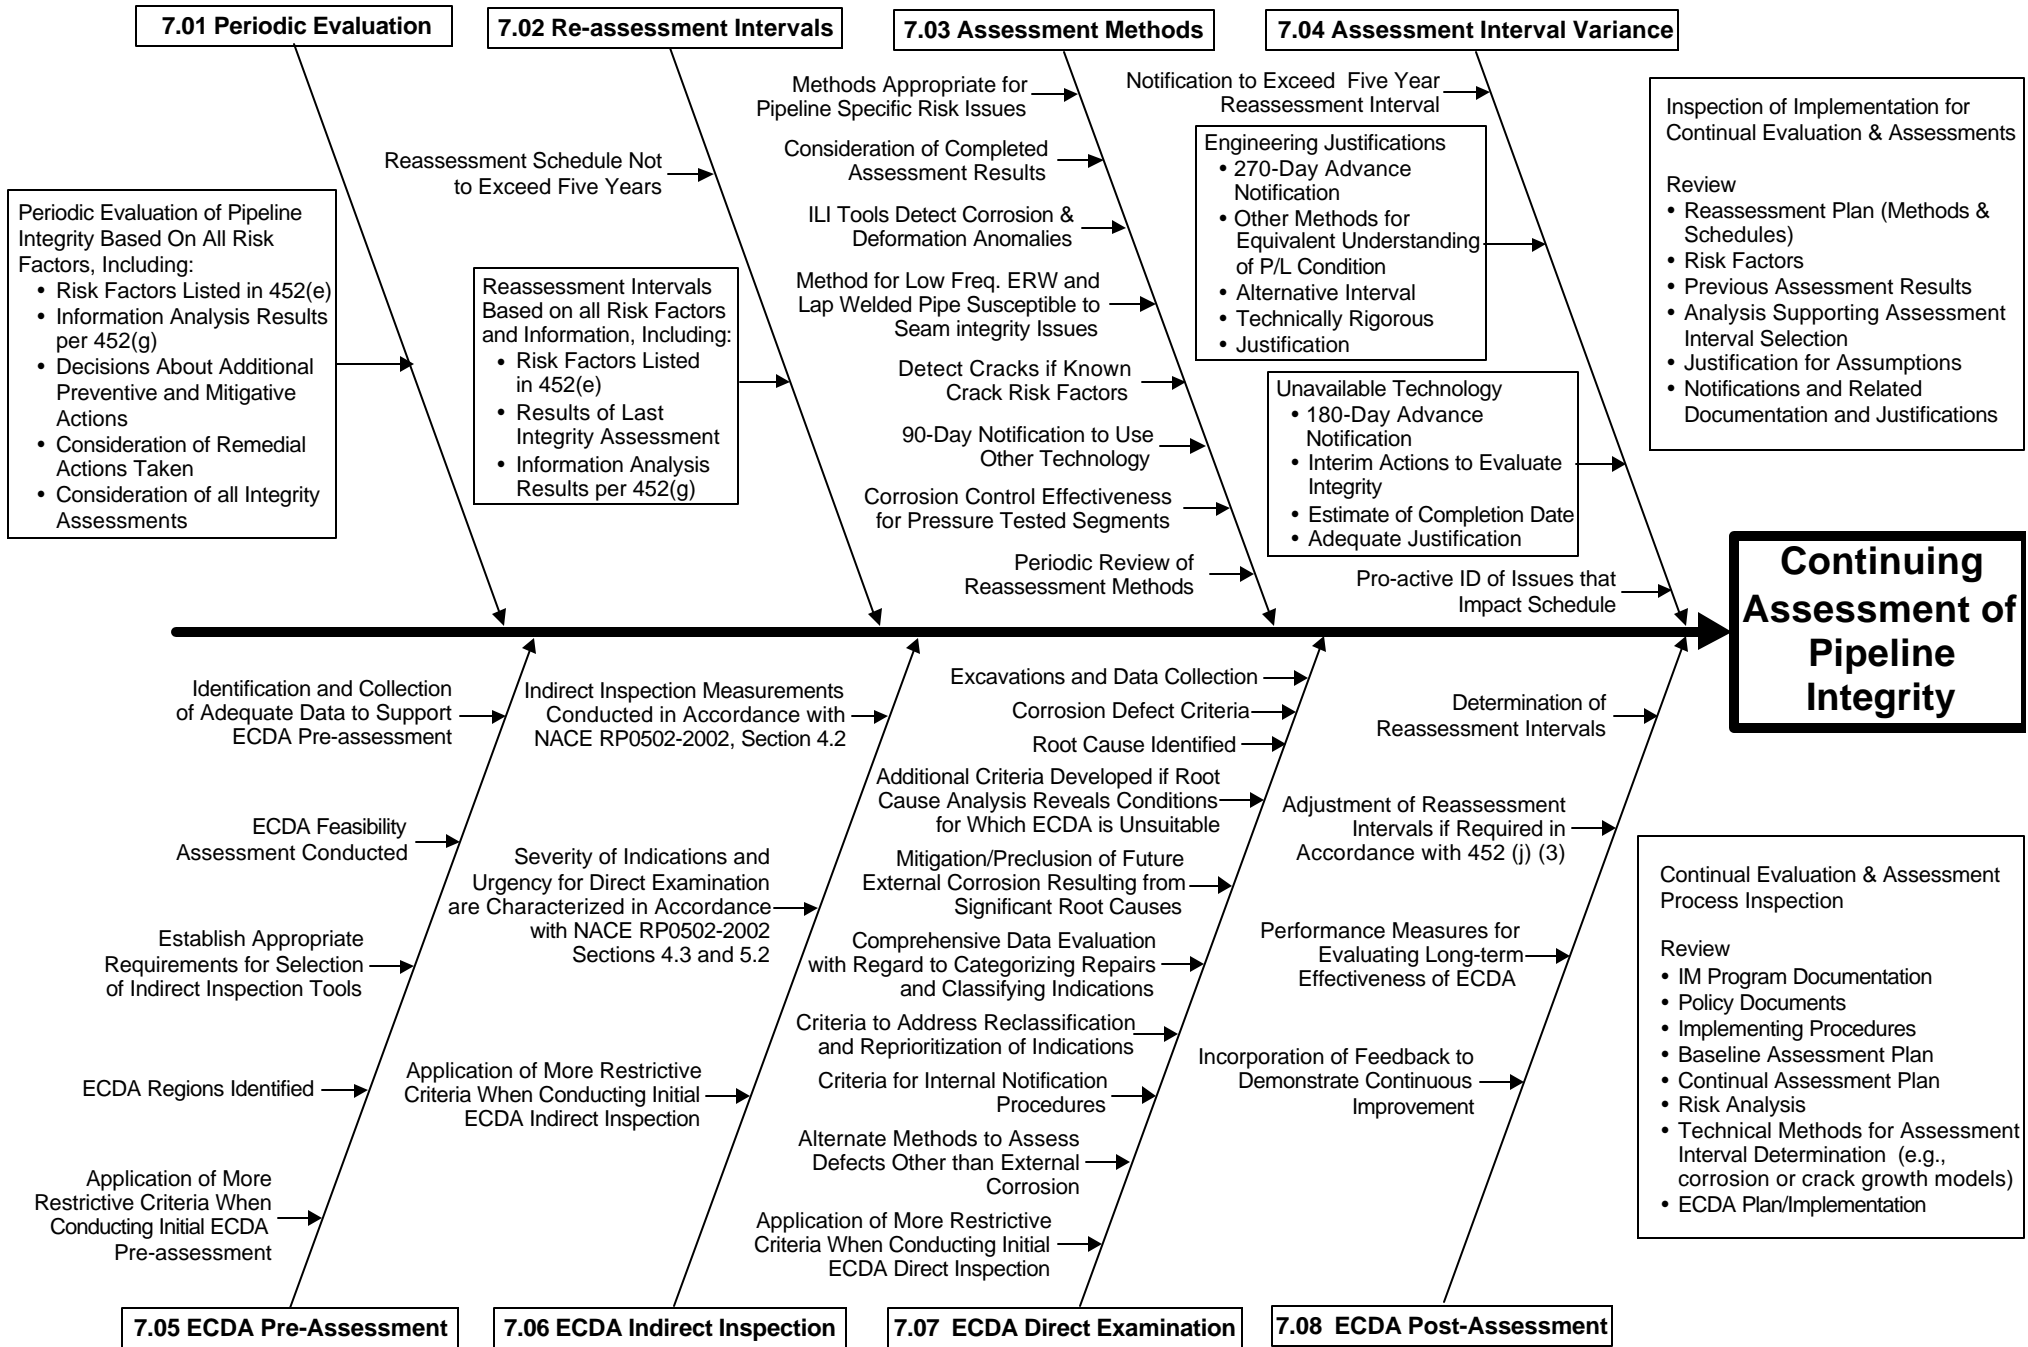 7.01 Periodic Evaluation
7.02 Re-assessment Intervals
7.03 Assessment Methods
7.04 Assessment Interval Variance
Periodic Evaluation of Pipeline
Integrity Based On All Risk
Factors, Including:
• Risk Factors Listed in 452(e)
• Information Analysis Results
per 452(g)
• Decisions About Additional
Preventive and Mitigative
Actions
• Consideration of Remedial
Actions Taken
• Consideration of all Integrity
Assessments
Reassessment Schedule Not
to Exceed Five Years
Reassessment Intervals
Based on all Risk Factors
and Information, Including:
• Risk Factors Listed
in 452(e)
• Results of Last
Integrity Assessment
• Information Analysis
Results per 452(g)
Methods Appropriate for
Pipeline Specific Risk Issues
Consideration of Completed
Assessment Results
ILI Tools Detect Corrosion &
Deformation Anomalies
Method for Low Freq. ERW and
Lap Welded Pipe Susceptible to
Seam integrity Issues
Detect Cracks if Known
Crack Risk Factors
90-Day Notification to Use
Other Technology
Corrosion Control Effectiveness
for Pressure Tested Segments
Periodic Review of
Reassessment Methods
Notification to Exceed Five Year
Reassessment Interval
Engineering Justifications
• 270-Day Advance
Notification
• Other Methods for
Equivalent Understanding
of P/L Condition
• Alternative Interval
• Technically Rigorous
• Justification
Unavailable Technology
• 180-Day Advance
Notification
• Interim Actions to Evaluate
Integrity
• Estimate of Completion Date
• Adequate Justification
Pro-active ID of Issues that
Impact Schedule
Inspection of Implementation for
Continual Evaluation & Assessments
Review
• Reassessment Plan (Methods &
Schedules)
• Risk Factors
• Previous Assessment Results
• Analysis Supporting Assessment
Interval Selection
• Justification for Assumptions
• Notifications and Related
Documentation and Justifications
Continuing
Assessment of
Pipeline
Integrity
Identification and Collection
of Adequate Data to Support
ECDA Pre-assessment
ECDA Feasibility
Assessment Conducted
Establish Appropriate
Requirements for Selection
of Indirect Inspection Tools
ECDA Regions Identified
Application of More
Restrictive Criteria When
Conducting Initial ECDA
Pre-assessment
Indirect Inspection Measurements
Conducted in Accordance with
NACE RP0502-2002, Section 4.2
Severity of Indications and
Urgency for Direct Examination
are Characterized in Accordance
with NACE RP0502-2002
Sections 4.3 and 5.2
Application of More Restrictive
Criteria When Conducting Initial
ECDA Indirect Inspection
Excavations and Data Collection
Corrosion Defect Criteria
Root Cause Identified
Additional Criteria Developed if Root
Cause Analysis Reveals Conditions
for Which ECDA is Unsuitable
Mitigation/Preclusion of Future
External Corrosion Resulting from
Significant Root Causes
Comprehensive Data Evaluation
with Regard to Categorizing Repairs
and Classifying Indications
Criteria to Address Reclassification
and Reprioritization of Indications
Criteria for Internal Notification
Procedures
Alternate Methods to Assess
Defects Other than External
Corrosion
Application of More Restrictive
Criteria When Conducting Initial
ECDA Direct Inspection
Determination of
Reassessment Intervals
Adjustment of Reassessment
Intervals if Required in
Accordance with 452 (j) (3)
Performance Measures for
Evaluating Long-term
Effectiveness of ECDA
Incorporation of Feedback to
Demonstrate Continuous
Improvement
Continual Evaluation & Assessment
Process Inspection
Review
• IM Program Documentation
• Policy Documents
• Implementing Procedures
• Baseline Assessment Plan
• Continual Assessment Plan
• Risk Analysis
• Technical Methods for Assessment
Interval Determination (e.g.,
corrosion or crack growth models)
• ECDA Plan/Implementation
7.05 ECDA Pre-Assessment
7.06 ECDA Indirect Inspection
7.07 ECDA Direct Examination
7.08 ECDA Post-Assessment